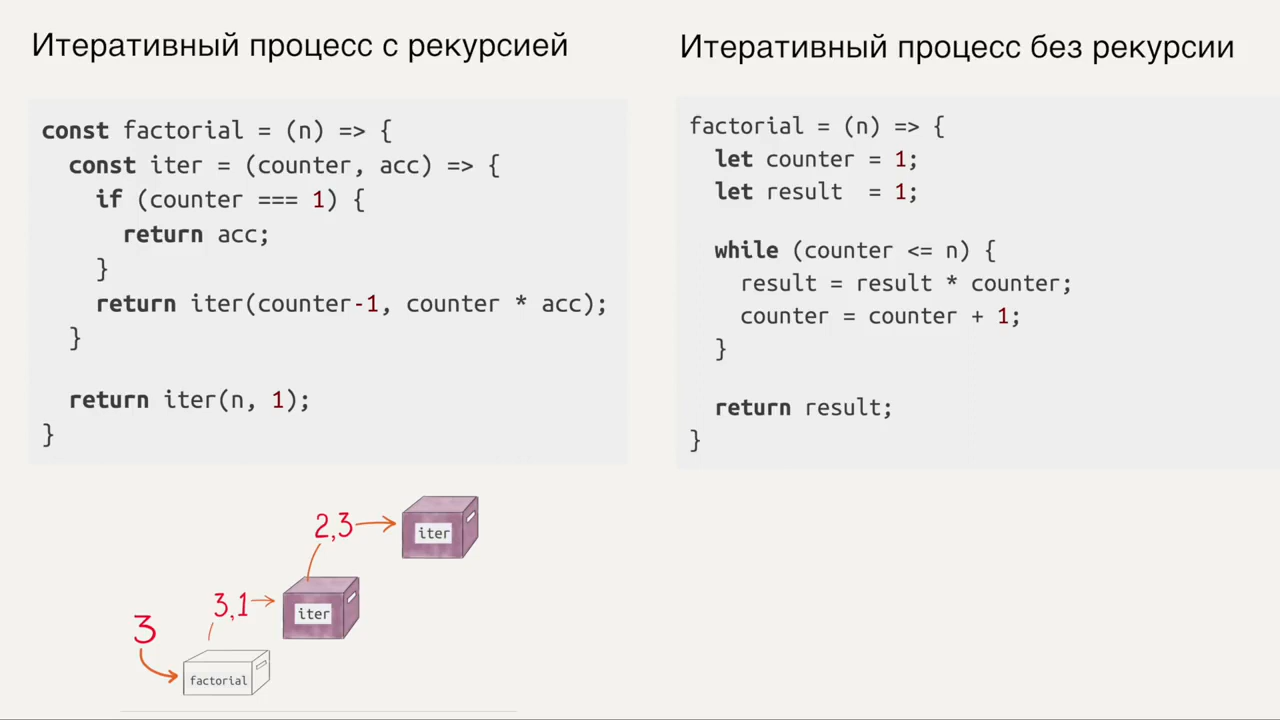 Итеративный процесс с рекурсией
const factorial = (n) => {
  const iter = (counter, acc) => {
    if (counter === 1) {
      return acc;
    }
    return iter(counter-1, counter * acc);
  }
  return iter(n, 1);
}
2,3
iter
3,1
iter
3
factorial
Итеративный процесс без рекурсии
factorial = (n) => {
  let counter = 1;
  let result  = 1;
  while (counter <= n) {
    result = result * counter;
    counter = counter + 1;
  }
  return result;
}